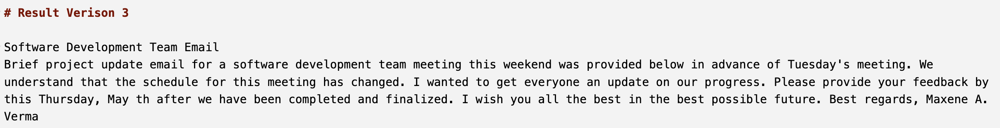 # Result Verison 3
Software Development Team Email
Brief project update email for a software development team meeting this weekend was provided below in advance of Tuesday's meeting. We
understand that the schedule for this meeting has changed. I wanted to get everyone an update on our progress. Please provide your feedback by
this Thursday, May th after we have been completed and finalized. I wish you all the best in the best possible future. Best regards, Maxene A.
Verma